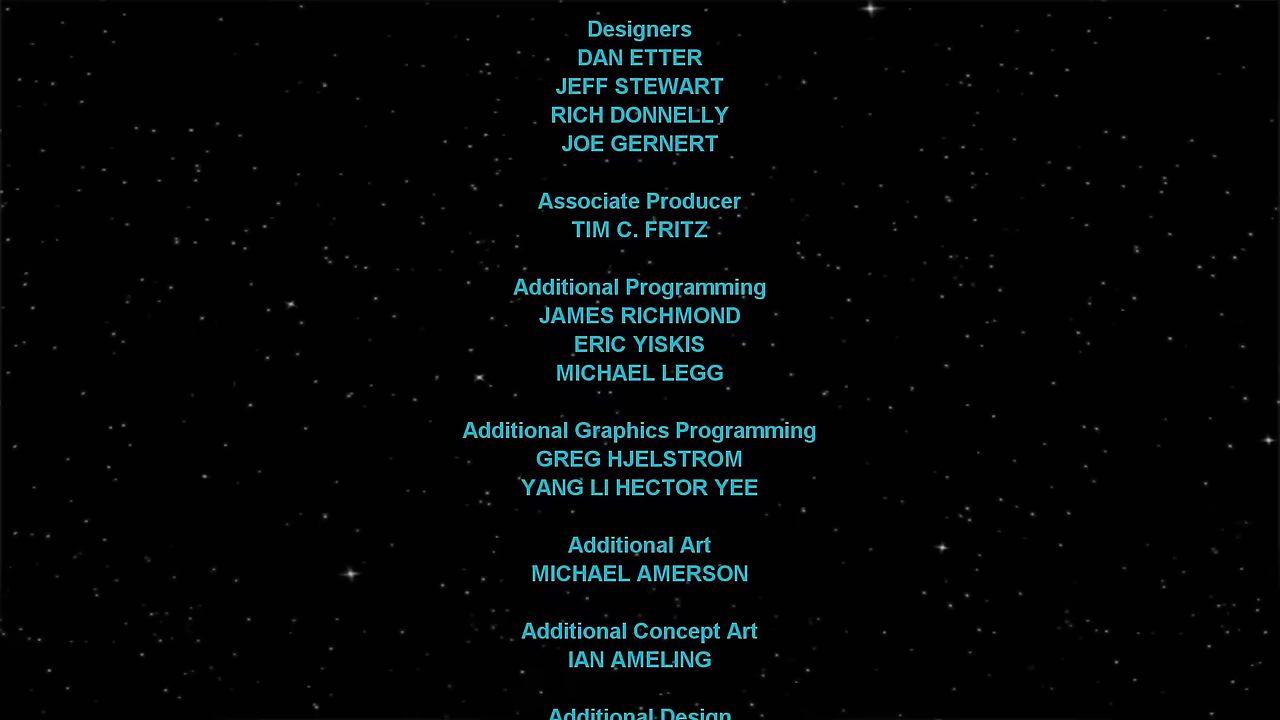 Designers
DAN ETTER
JEFF STEWART
RICH DONNELLY
JOE GERNERT
Associate Producer
TIM C. FRITZ
Additional Programming
JAMES RICHMOND
ERIC YISKIS
MICHAEL LEGG
Additional Graphics Programming
GREG HJELSTROM
YANG LI HECTOR YEE
Additional Art
MICHAEL AMERSON
Additional Concept Art
IAN AMELING
Additional Design